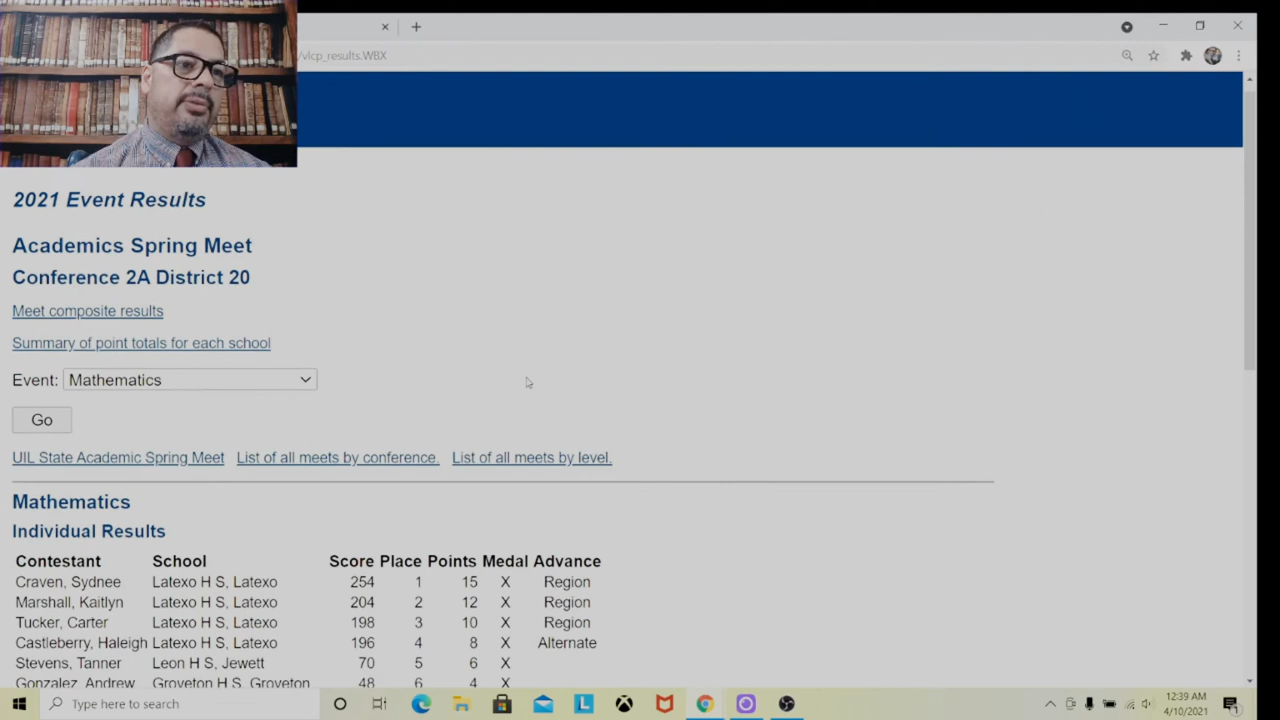 /vlcp_results.WBX
2021 Event Results
Academics Spring Meet
Conference 2A District 20
Meet composite results
Summary of point totals for each school
Event: Mathematics
Go
UIL State Academic Spring Meet List of all meets by conference. List of all meets by level.
Mathematics
Individual Results
Contestant School Score Place Points Medal Advance
Craven, Sydnee Latexo H S, Latexo 254 1 15 X Region
Marshall, Kaitlyn Latexo H S, Latexo 204 2 12 X Region
Tucker, Carter Latexo H S, Latexo 198 3 10 X Region
Castleberry, Haleigh Latexo H S, Latexo 196 4 8 X Alternate
Stevens, Tanner Leon H S, Jewett 70 5 6 X
Gonzalez, Andrew Groveton H S, Groveton 48 6 4 X
Type here to search
L
12:39 AM
4/10/2021
1